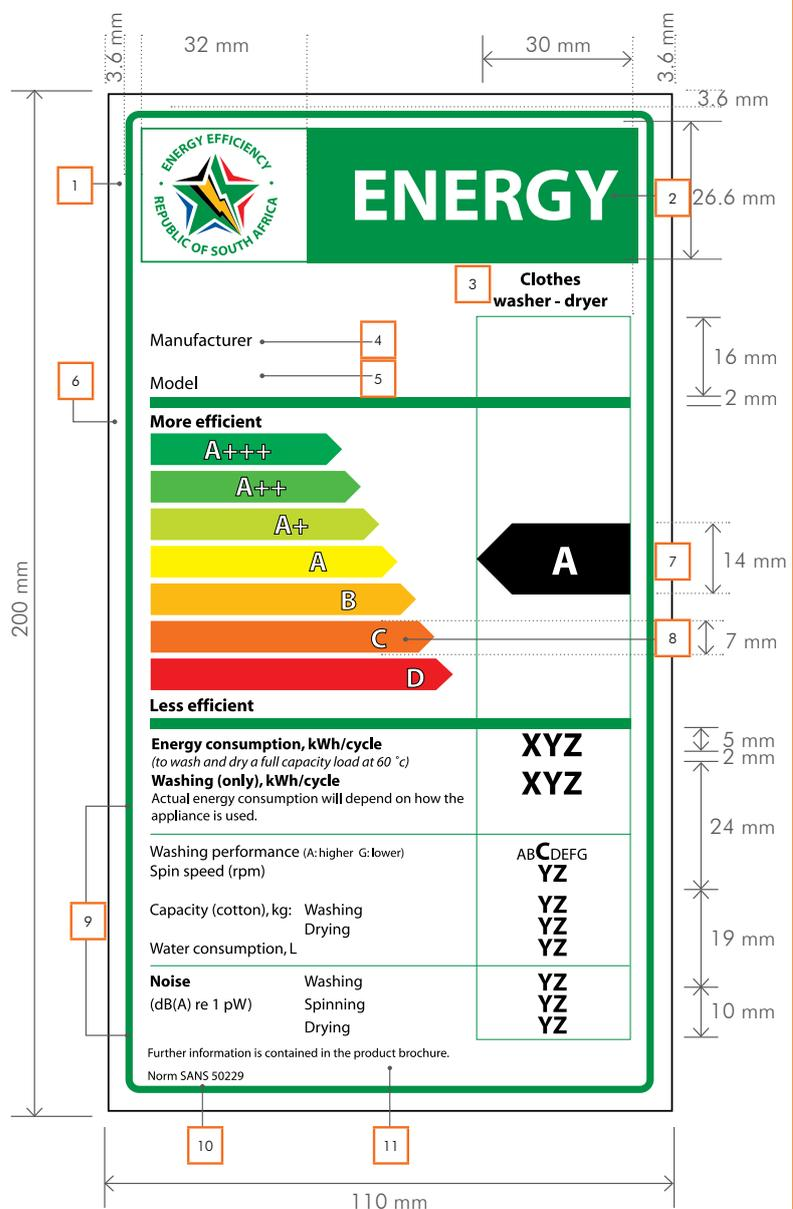 3.6 mm
32 mm
30 mm
3.6 mm
3.6 mm
ENERGY EFFICIENCY
REPUBLIC OF SOUTH AFRICA
ENERGY
1
2
26.6 mm
3
Clothes
washer - dryer
Manufacturer
4
Model
5
16 mm
2 mm
6
More efficient
A+++
A++
A+
A
B
C
D
A
7
14 mm
8
7 mm
200 mm
Less efficient
Energy consumption, kWh/cycle XYZ
(to wash and dry a full capacity load at 60 ˚c)
Washing (only), kWh/cycle XYZ
Actual energy consumption will depend on how the
appliance is used.
5 mm
2 mm
24 mm
Washing performance (A: higher G: lower) ABCDEFG
Spin speed (rpm) YZ
Capacity (cotton), kg: Washing YZ
Drying YZ
Water consumption, L YZ
9
19 mm
Noise Washing YZ
(dB(A) re 1 pW) Spinning YZ
Drying YZ
10 mm
Further information is contained in the product brochure.
Norm SANS 50229
10
11
110 mm